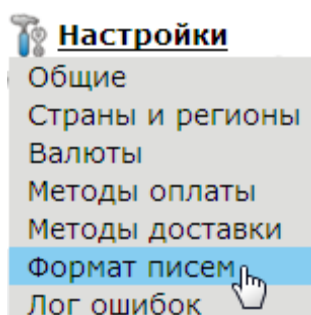 Настройки
Общие
Страны и регионы
Валюты
Методы оплаты
Методы доставки
Формат писем
Лог ошибок